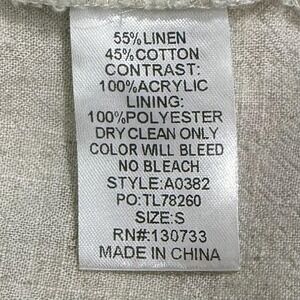 55%LINEN
45%COTTON
CONTRAST:
100%ACRYLIC
LINING:
100%POLYESTER
DRY CLEAN ONLY
COLOR WILL BLEED
NO BLEACH
STYLE:A0382
PO:TL78260
SIZE:S
RN#:130733
MADE IN CHINA